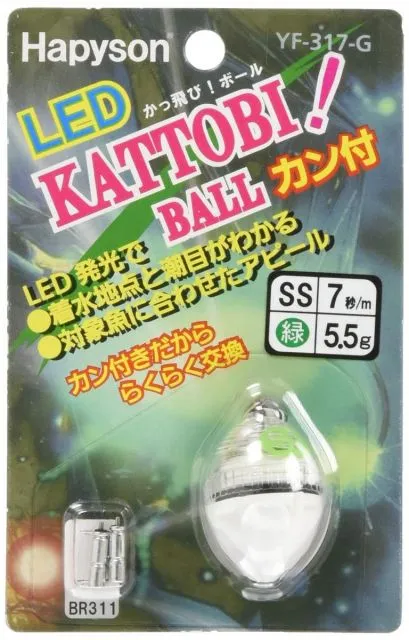 Hapyson
YF-317-G
LED
かっ飛び！ボール
KATTOBI!
BALL カン付
LED発光で
●着水地点と潮目がわかる
●対象魚に合わせたアピール
カン付きだから
らくらく交換
SS 7秒/m
緑 5.5g
BR311